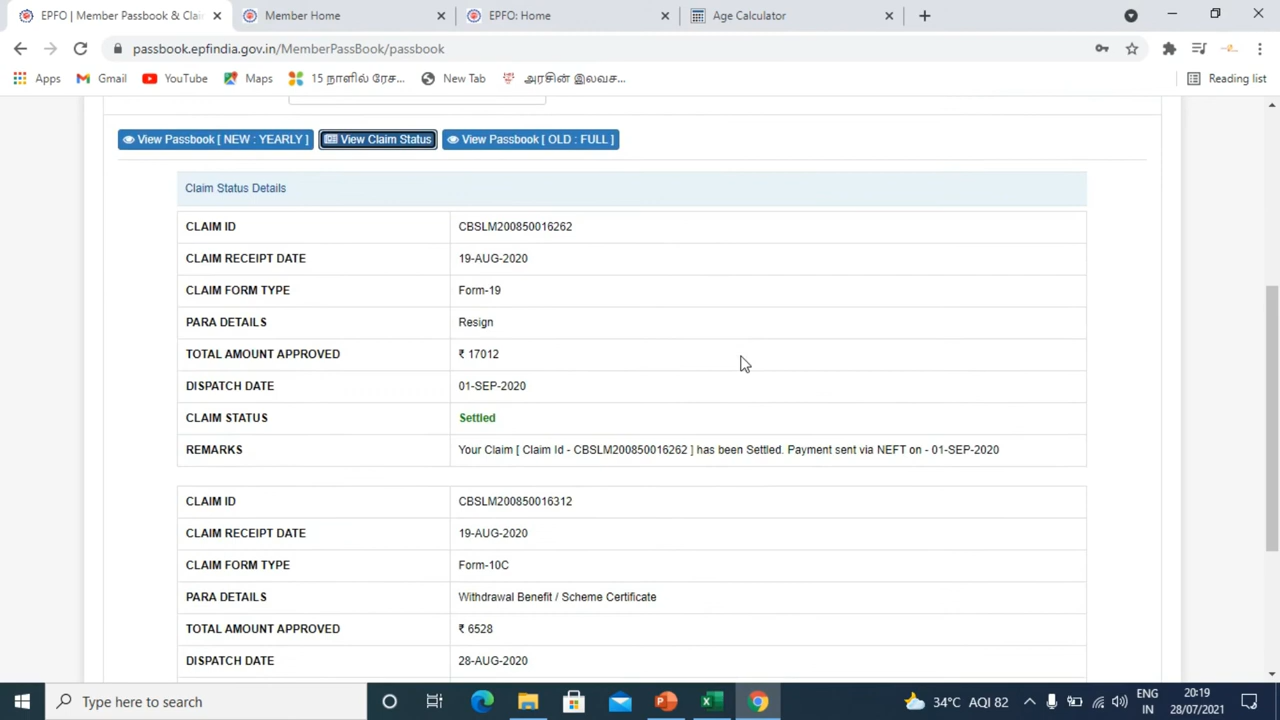 EPFO | Member Passbook & Clai
Member Home
EPFO: Home
Age Calculator
passbook.epfindia.gov.in/MemberPassBook/passbook
Apps
Gmail
YouTube
Maps
15 நாளில் ரேச...
New Tab
அரசின் இலவச...
Reading list
View Passbook [ NEW : YEARLY ]
View Claim Status
View Passbook [ OLD : FULL ]
Claim Status Details
CLAIM ID CBSLM200850016262
CLAIM RECEIPT DATE 19-AUG-2020
CLAIM FORM TYPE Form-19
PARA DETAILS Resign
TOTAL AMOUNT APPROVED ₹ 17012
DISPATCH DATE 01-SEP-2020
CLAIM STATUS Settled
REMARKS Your Claim [ Claim Id - CBSLM200850016262 ] has been Settled. Payment sent via NEFT on - 01-SEP-2020
CLAIM ID CBSLM200850016312
CLAIM RECEIPT DATE 19-AUG-2020
CLAIM FORM TYPE Form-10C
PARA DETAILS Withdrawal Benefit / Scheme Certificate
TOTAL AMOUNT APPROVED ₹ 6528
DISPATCH DATE 28-AUG-2020
Type here to search
34°C AQI 82
ENG
IN
20:19
28/07/2021